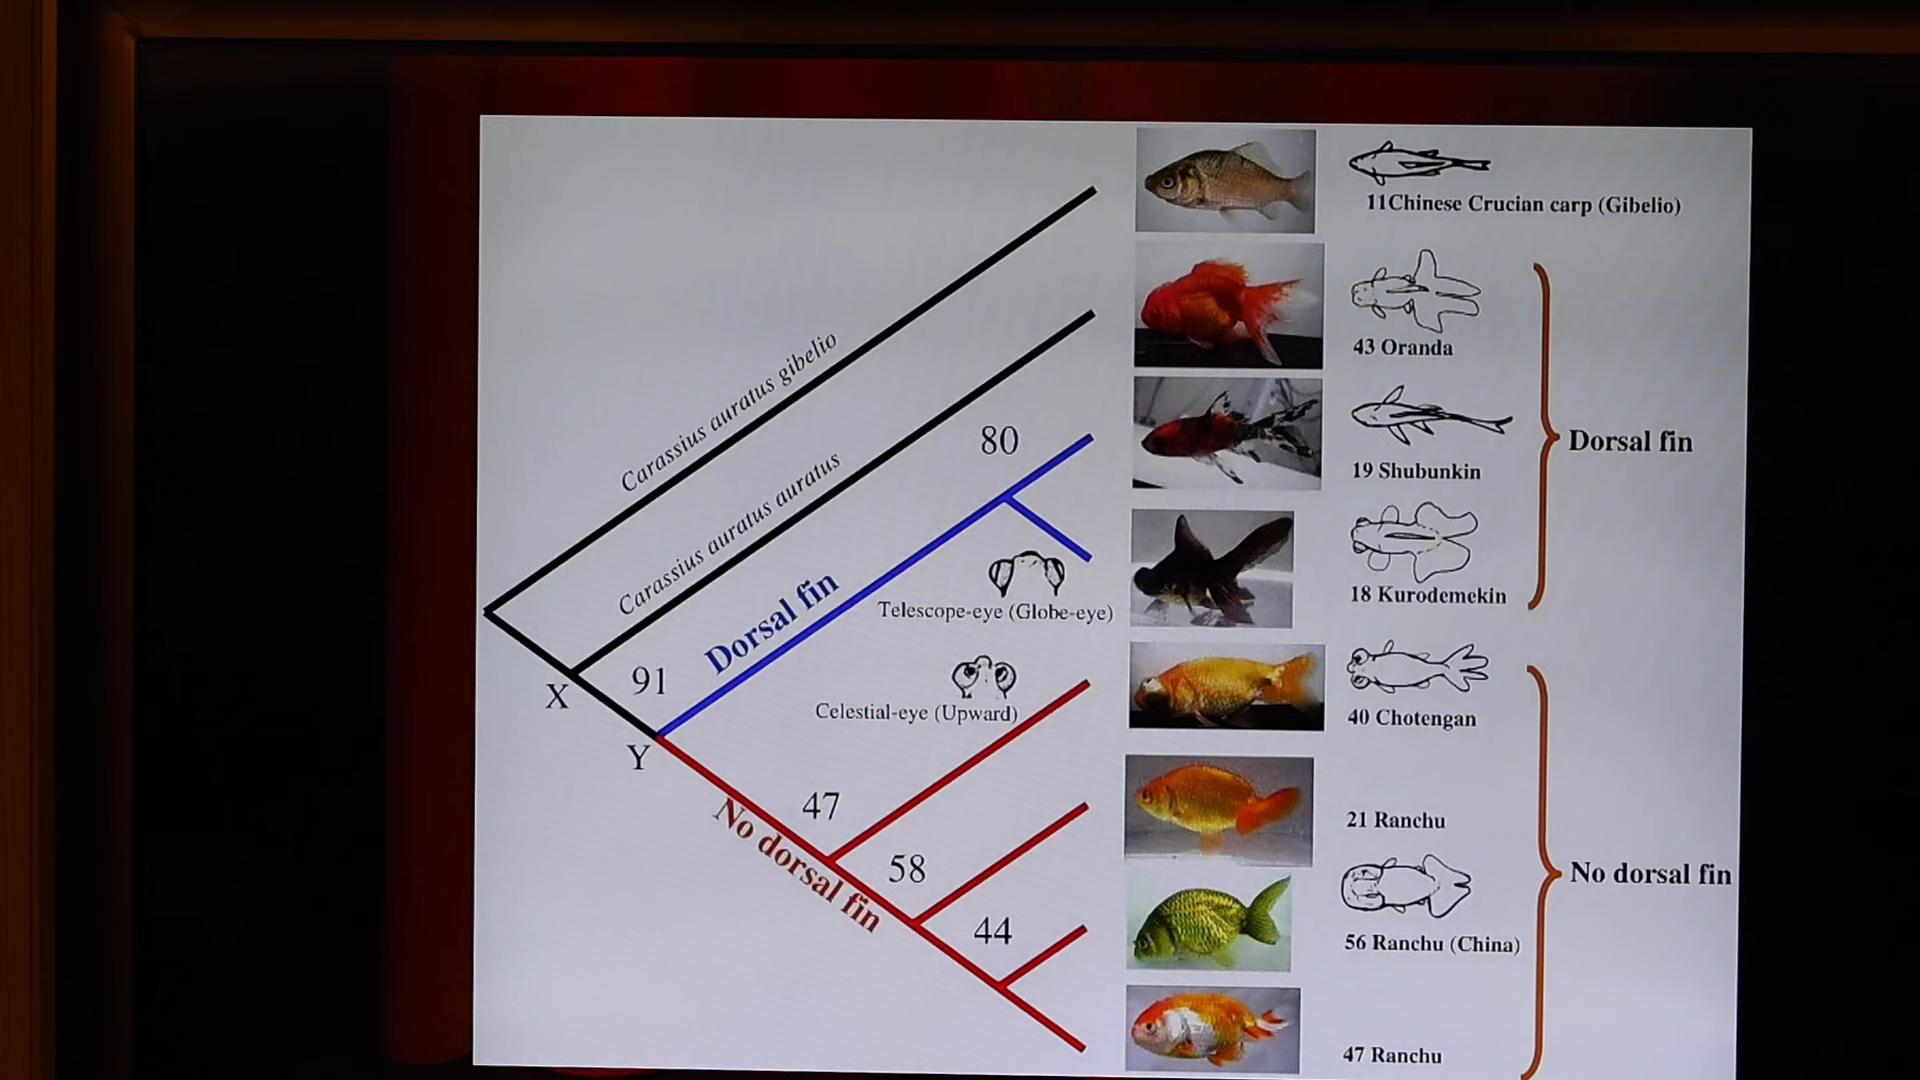 11Chinese Crucian carp (Gibelio)
Carassius auratus gibelio
43 Oranda
Carassius auratus auratus
80
19 Shubunkin
Dorsal fin
Dorsal fin
Telescope-eye (Globe-eye)
18 Kurodemekin
X
91
Y
Celestial-eye (Upward)
40 Chotengan
47
No dorsal fin
21 Ranchu
58
No dorsal fin
44
56 Ranchu (China)
47 Ranchu